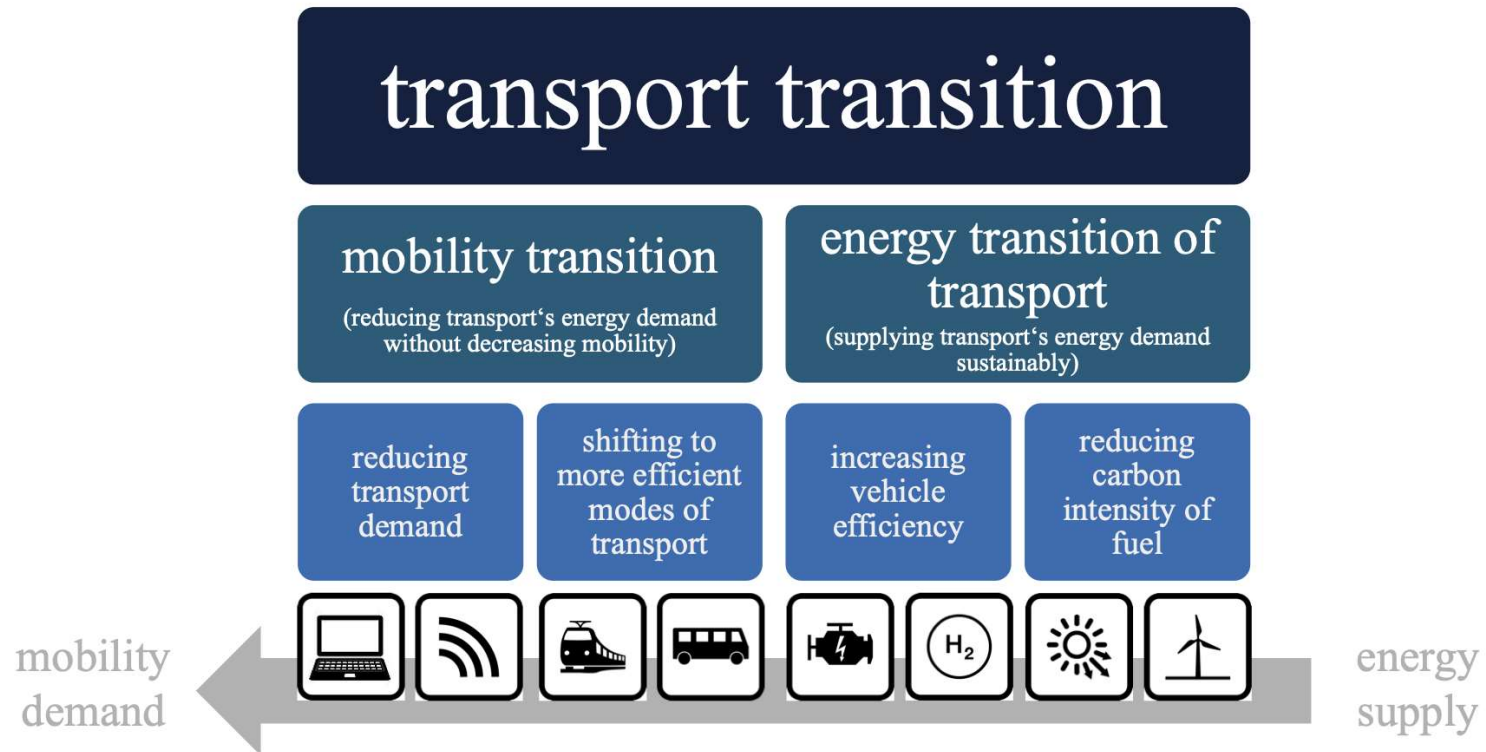 transport transition
mobility transition
(reducing transport‘s energy demand
without decreasing mobility)
energy transition of
transport
(supplying transport‘s energy demand
sustainably)
reducing
transport
demand
shifting to
more efficient
modes of
transport
increasing
vehicle
efficiency
reducing
carbon
intensity of
fuel
H₂
mobility
demand
energy
supply